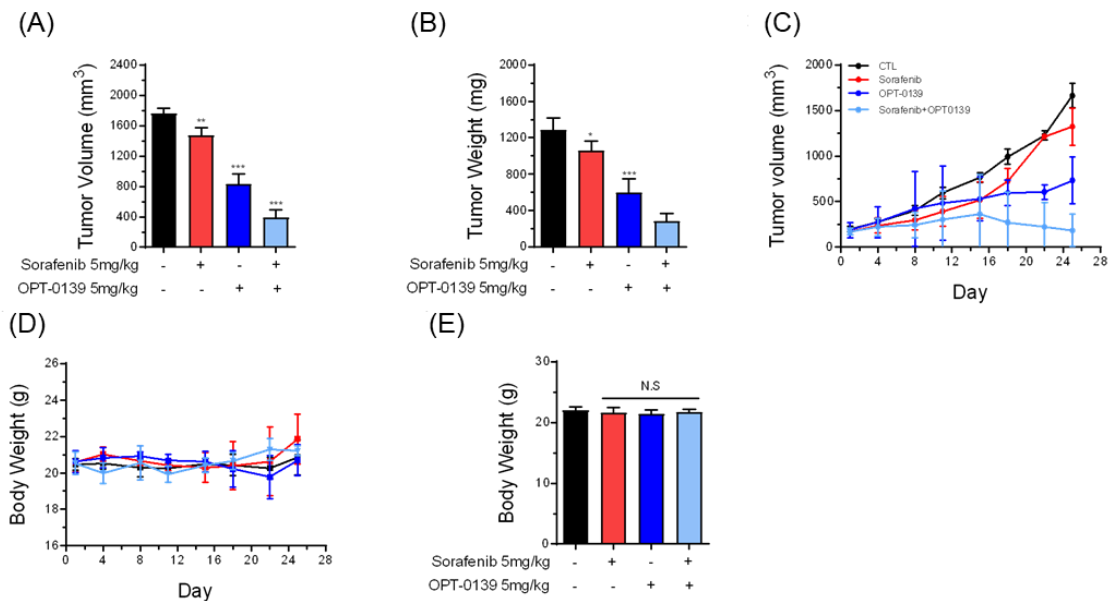 (A)
Tumor Volume (mm3)
2400
2000
1600
1200
800
400
0
**
***
***
Sorafenib 5mg/kg - + - +
OPT-0139 5mg/kg - - + +
(B)
Tumor Weight (mg)
2000
1800
1600
1200
900
600
400
200
0
*
***
Sorafenib 5mg/kg - + - +
OPT-0139 5mg/kg - - + +
(C)
Tumor volume (mm3)
2000
1500
1000
500
0
CTL
Sorafenib
OPT-0139
Sorafenib+OPT0139
0 4 8 12 16 20 24 28
Day
(D)
Body Weight (g)
26
24
22
20
18
16
0 4 8 12 16 20 24 28
Day
(E)
Body Weight (g)
30
20
10
0
N.S
Sorafenib 5mg/kg - + - +
OPT-0139 5mg/kg - - + +